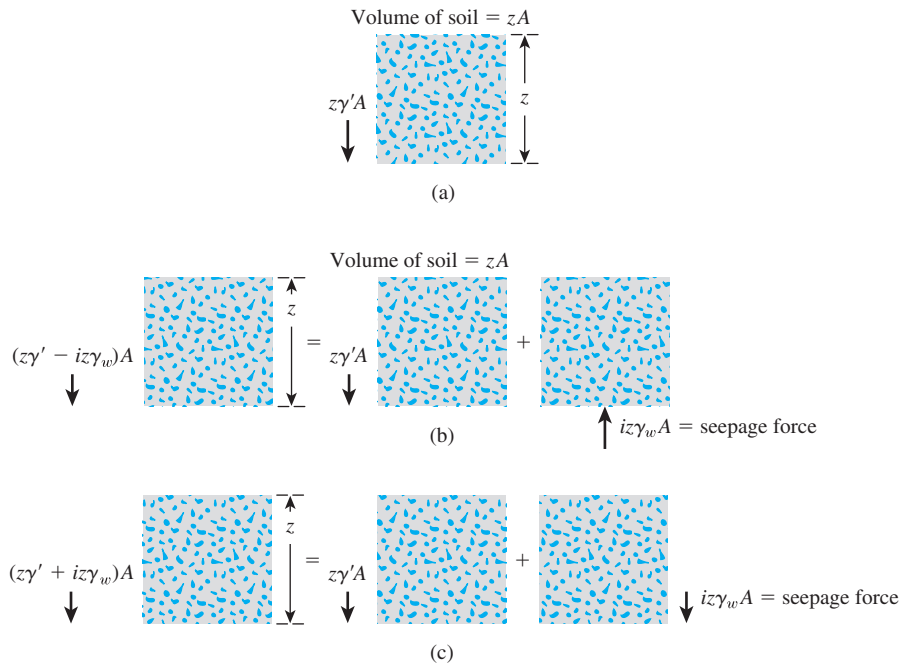 Volume of soil = zA
zγ′A
z
(a)
Volume of soil = zA
(zγ′ − izγ_w)A
z
=
zγ′A
+
izγ_wA = seepage force
(b)
(zγ′ + izγ_w)A
z
=
zγ′A
+
izγ_wA = seepage force
(c)